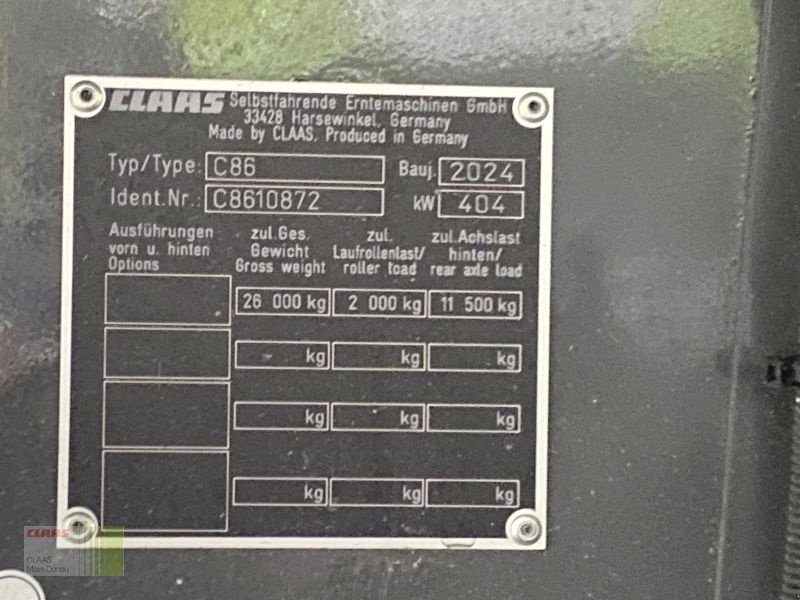 CLAAS Selbstfahrende Erntemaschinen GmbH
33428 Harsewinkel, Germany
Made by CLAAS, Produced in Germany
Typ/Type: C86 Bauj. 2024
Ident.Nr.: C8610872 kW 404
Ausführungen zul.Ges. zul. zul.Achslast
vorn u. hinten Gewicht Laufrollenlast/ hinten/
Options Gross weight roller load rear axle load
26 000 kg 2 000 kg 11 500 kg
kg kg kg
kg kg kg
kg kg kg
CLAAS
CLAAS
Main-Donau